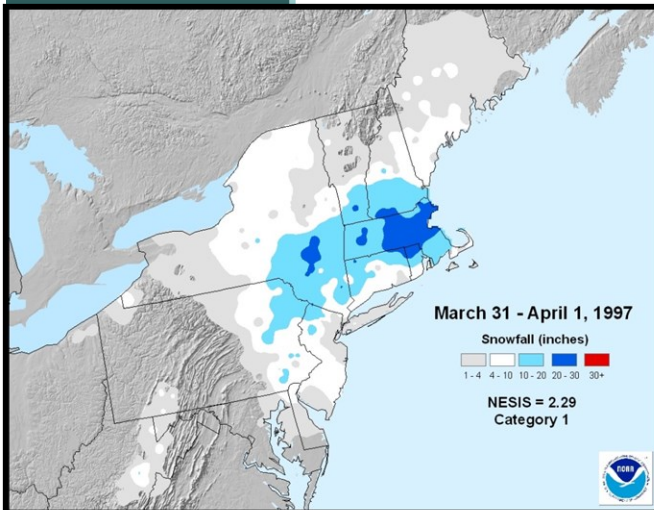 March 31 - April 1, 1997
Snowfall (inches)
1 - 4 4 - 10 10 - 20 20 - 30 30+
NESIS = 2.29
Category 1
NOAA